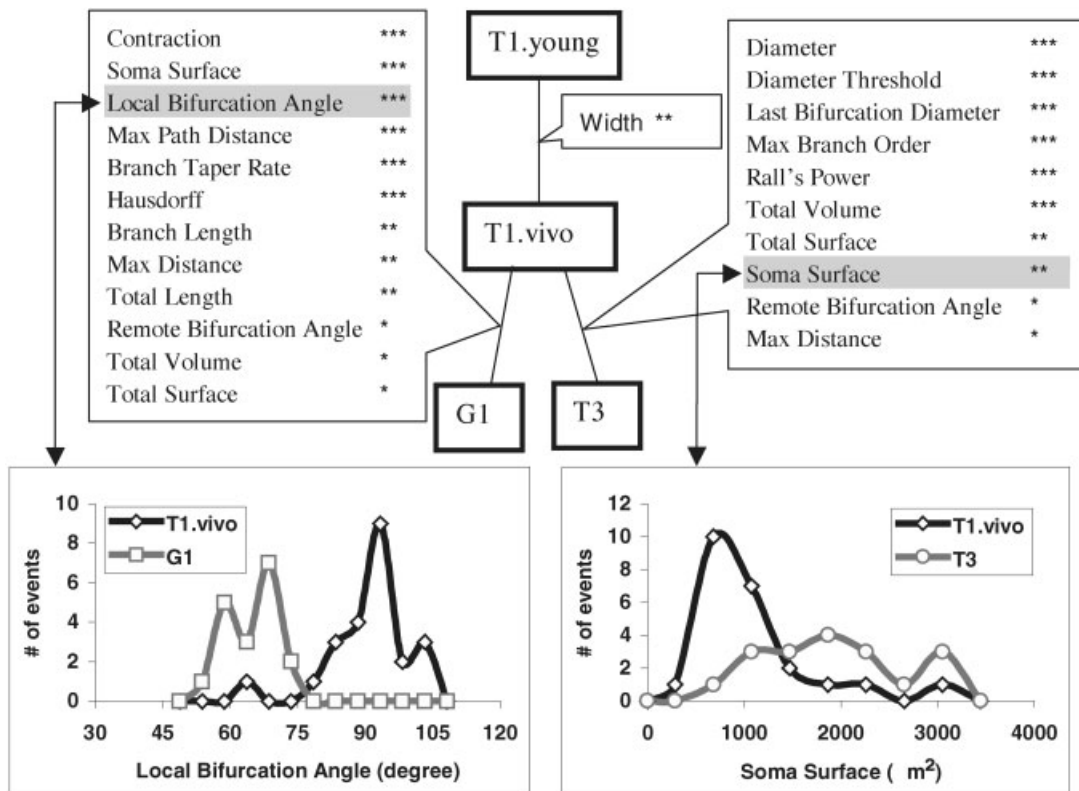 Contraction ***
Soma Surface ***
Local Bifurcation Angle ***
Max Path Distance ***
Branch Taper Rate ***
Hausdorff ***
Branch Length **
Max Distance **
Total Length **
Remote Bifurcation Angle *
Total Volume *
Total Surface *
T1.young
Width **
T1.vivo
G1
T3
Diameter ***
Diameter Threshold ***
Last Bifurcation Diameter ***
Max Branch Order ***
Rall's Power ***
Total Volume ***
Total Surface **
Soma Surface **
Remote Bifurcation Angle *
Max Distance *
10
8
6
4
2
0
# of events
T1.vivo
G1
30 45 60 75 90 105 120
Local Bifurcation Angle (degree)
12
10
8
6
4
2
0
# of events
T1.vivo
T3
0 1000 2000 3000 4000
Soma Surface ( m²)